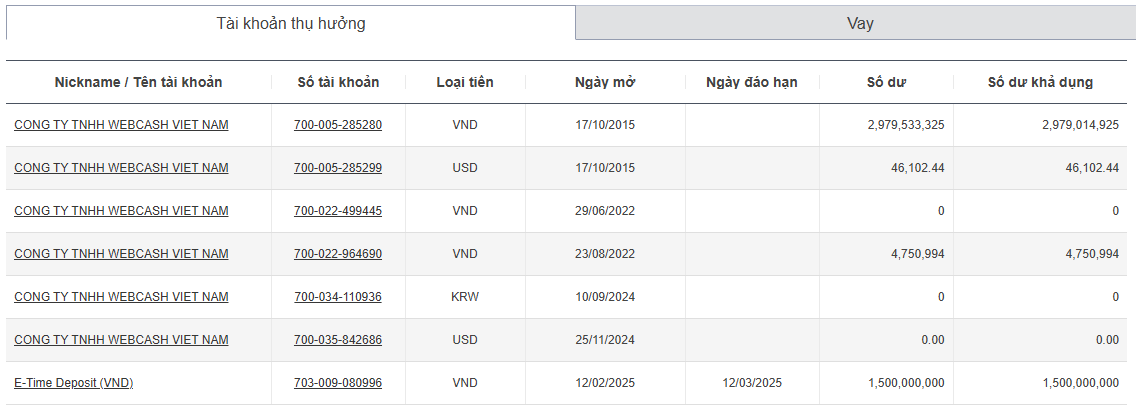 Tài khoản thụ hưởng Vay
Nickname / Tên tài khoản Số tài khoản Loại tiền Ngày mở Ngày đáo hạn Số dư Số dư khả dụng
CONG TY TNHH WEBCASH VIET NAM 700-005-285280 VND 17/10/2015 2,979,533,325 2,979,014,925
CONG TY TNHH WEBCASH VIET NAM 700-005-285299 USD 17/10/2015 46,102.44 46,102.44
CONG TY TNHH WEBCASH VIET NAM 700-022-499445 VND 29/06/2022 0 0
CONG TY TNHH WEBCASH VIET NAM 700-022-964690 VND 23/08/2022 4,750,994 4,750,994
CONG TY TNHH WEBCASH VIET NAM 700-034-110936 KRW 10/09/2024 0 0
CONG TY TNHH WEBCASH VIET NAM 700-035-842686 USD 25/11/2024 0.00 0.00
E-Time Deposit (VND) 703-009-080996 VND 12/02/2025 12/03/2025 1,500,000,000 1,500,000,000